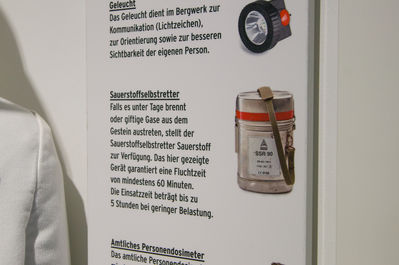 Geleucht
Das Geleucht dient im Bergwerk zur
Kommunikation (Lichtzeichen),
zur Orientierung sowie zur besseren
Sichtbarkeit der eigenen Person.
Sauerstoffselbstretter
Falls es unter Tage brennt
oder giftige Gase aus dem
Gestein austreten, stellt der
Sauerstoffselbstretter Sauerstoff
zur Verfügung. Das hier gezeigte
Gerät garantiert eine Fluchtzeit
von mindestens 60 Minuten.
Die Einsatzzeit beträgt bis zu
5 Stunden bei geringer Belastung.
SSR 90
Amtliches Personendosimeter
Das amtliche Personendosi